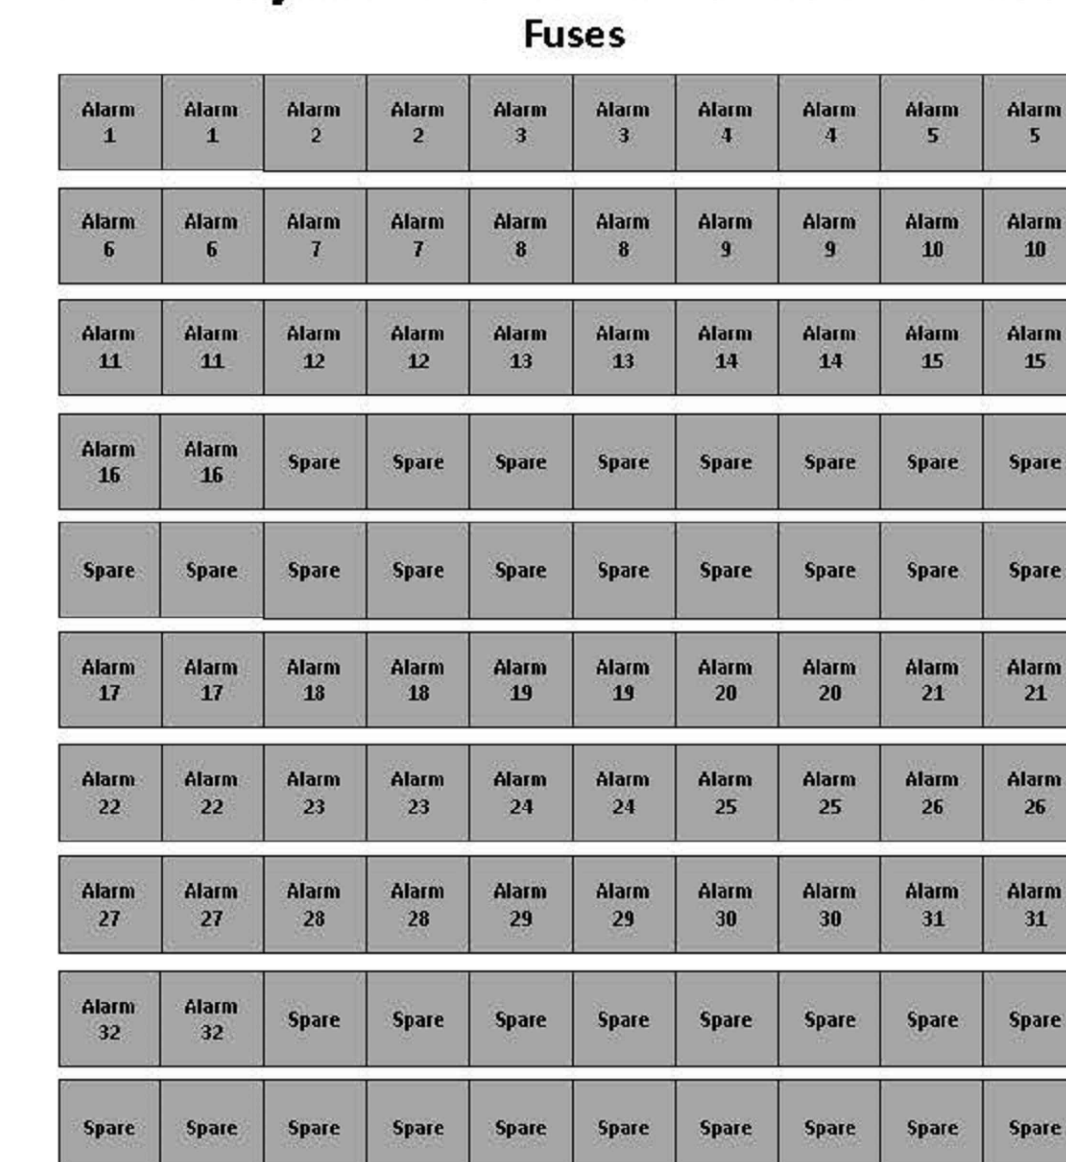 Fuses
Alarm Alarm Alarm Alarm Alarm Alarm Alarm Alarm Alarm Alarm
1 1 2 2 3 3 4 4 5 5
Alarm Alarm Alarm Alarm Alarm Alarm Alarm Alarm Alarm Alarm
6 6 7 7 8 8 9 9 10 10
Alarm Alarm Alarm Alarm Alarm Alarm Alarm Alarm Alarm Alarm
11 11 12 12 13 13 14 14 15 15
Alarm Alarm
16 16 Spare Spare Spare Spare Spare Spare Spare Spare
Spare Spare Spare Spare Spare Spare Spare Spare Spare Spare
Alarm Alarm Alarm Alarm Alarm Alarm Alarm Alarm Alarm Alarm
17 17 18 18 19 19 20 20 21 21
Alarm Alarm Alarm Alarm Alarm Alarm Alarm Alarm Alarm Alarm
22 22 23 23 24 24 25 25 26 26
Alarm Alarm Alarm Alarm Alarm Alarm Alarm Alarm Alarm Alarm
27 27 28 28 29 29 30 30 31 31
Alarm Alarm
32 32 Spare Spare Spare Spare Spare Spare Spare Spare
Spare Spare Spare Spare Spare Spare Spare Spare Spare Spare